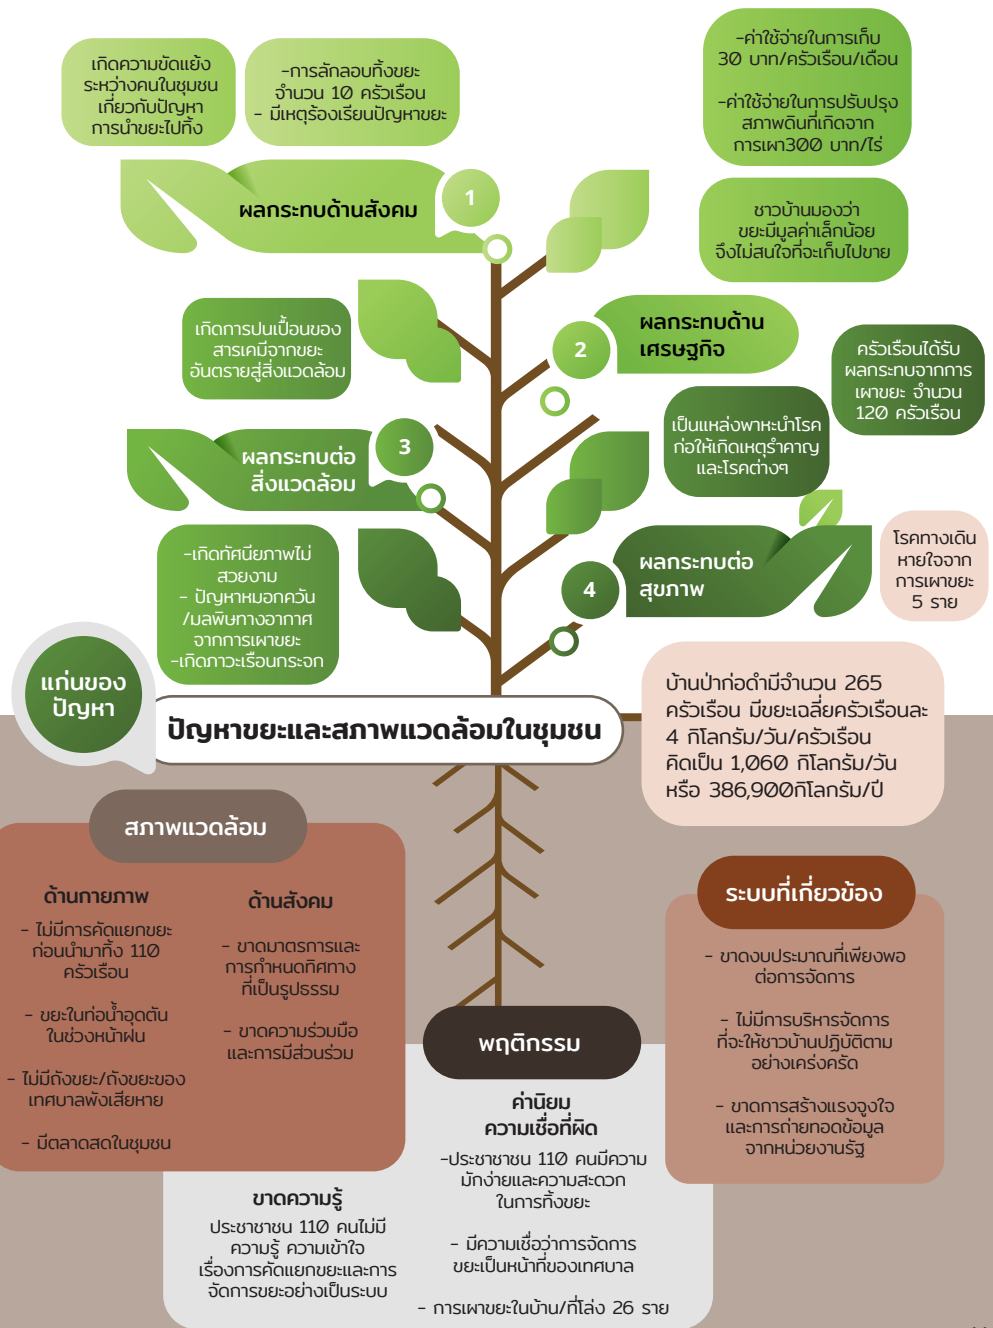 เกิดความขัดแย้ง
ระหว่างคนในชุมชน
เกี่ยวกับปัญหา
การนำขยะไปทิ้ง
-การลักลอบทิ้งขยะ
จำนวน 10 ครัวเรือน
- มีเหตุร้องเรียนปัญหาขยะ
-ค่าใช้จ่ายในการเก็บ
30 บาท/ครัวเรือน/เดือน
-ค่าใช้จ่ายในการปรับปรุง
สภาพดินที่เกิดจาก
การเผา300 บาท/ไร่
ผลกระทบด้านสังคม
1
ชาวบ้านมองว่า
ขยะมีมูลค่าเล็กน้อย
จึงไม่สนใจที่จะเก็บไปขาย
เกิดการปนเปื้อนของ
สารเคมีจากขยะ
อันตรายสู่สิ่งแวดล้อม
2
ผลกระทบด้าน
เศรษฐกิจ
ครัวเรือนได้รับ
ผลกระทบจากการ
เผาขยะ จำนวน
120 ครัวเรือน
ผลกระทบต่อ
สิ่งแวดล้อม
3
เป็นแหล่งพาหะนำโรค
ก่อให้เกิดเหตุรำคาญ
และโรคต่างๆ
-เกิดทัศนียภาพไม่
สวยงาม
- ปัญหาหมอกควัน
/มลพิษทางอากาศ
จากการเผาขยะ
-เกิดภาวะเรือนกระจก
4
ผลกระทบต่อ
สุขภาพ
โรคทางเดิน
หายใจจาก
การเผาขยะ
5 ราย
แก่นของ
ปัญหา
ปัญหาขยะและสภาพแวดล้อมในชุมชน
บ้านป่าก่อดำมีจำนวน 265
ครัวเรือน มีขยะเฉลี่ยครัวเรือนละ
4 กิโลกรัม/วัน/ครัวเรือน
คิดเป็น 1,060 กิโลกรัม/วัน
หรือ 386,900กิโลกรัม/ปี
สภาพแวดล้อม
ด้านกายภาพ
- ไม่มีการคัดแยกขยะ
ก่อนนำมาทิ้ง 110
ครัวเรือน
- ขยะในท่อน้ำอุดตัน
ในช่วงหน้าฝน
- ไม่มีถังขยะ/ถังขยะของ
เทศบาลพังเสียหาย
- มีตลาดสดในชุมชน
ด้านสังคม
- ขาดมาตรการและ
การกำหนดทิศทาง
ที่เป็นรูปธรรม
- ขาดความร่วมมือ
และการมีส่วนร่วม
ระบบที่เกี่ยวข้อง
- ขาดงบประมาณที่เพียงพอ
ต่อการจัดการ
- ไม่มีการบริหารจัดการ
ที่จะให้ชาวบ้านปฏิบัติตาม
อย่างเคร่งครัด
- ขาดการสร้างแรงจูงใจ
และการถ่ายทอดข้อมูล
จากหน่วยงานรัฐ
พฤติกรรม
ขาดความรู้
ประชาชาชน 110 คนไม่มี
ความรู้ ความเข้าใจ
เรื่องการคัดแยกขยะและการ
จัดการขยะอย่างเป็นระบบ
ค่านิยม
ความเชื่อที่ผิด
-ประชาชาชน 110 คนมีความ
มักง่ายและความสะดวก
ในการทิ้งขยะ
- มีความเชื่อว่าการจัดการ
ขยะเป็นหน้าที่ของเทศบาล
- การเผาขยะในบ้าน/ที่โล่ง 26 ราย